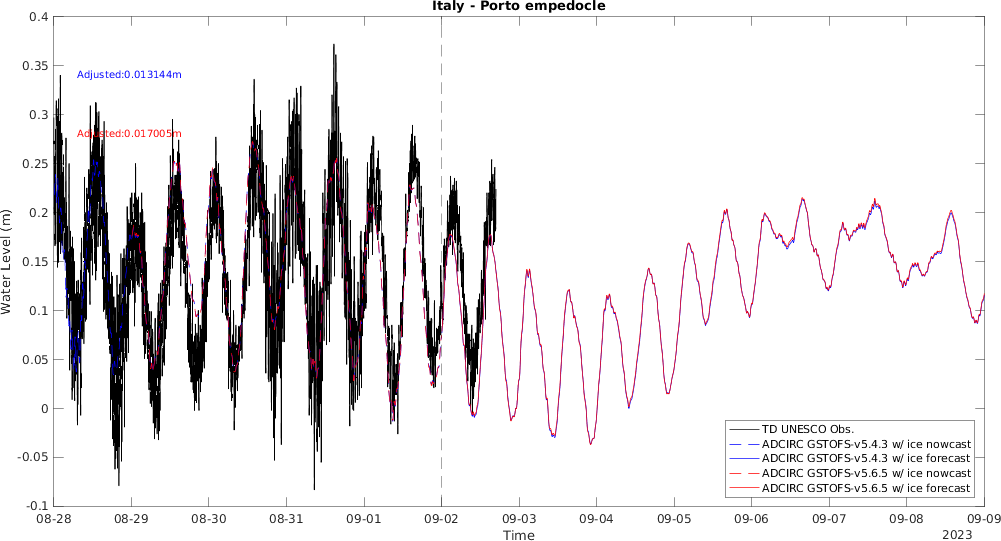 Italy - Porto empedocle
0.4
0.35
0.3
0.25
0.2
0.15
0.1
0.05
0
-0.05
-0.1
Water Level (m)
Adjusted:0.013144m
Adjusted:0.017005m
TD UNESCO Obs.
ADCIRC GSTOFS-v5.4.3 w/ ice nowcast
ADCIRC GSTOFS-v5.4.3 w/ ice forecast
ADCIRC GSTOFS-v5.6.5 w/ ice nowcast
ADCIRC GSTOFS-v5.6.5 w/ ice forecast
08-28 08-29 08-30 08-31 09-01 09-02 09-03 09-04 09-05 09-06 09-07 09-08 09-09
Time
2023